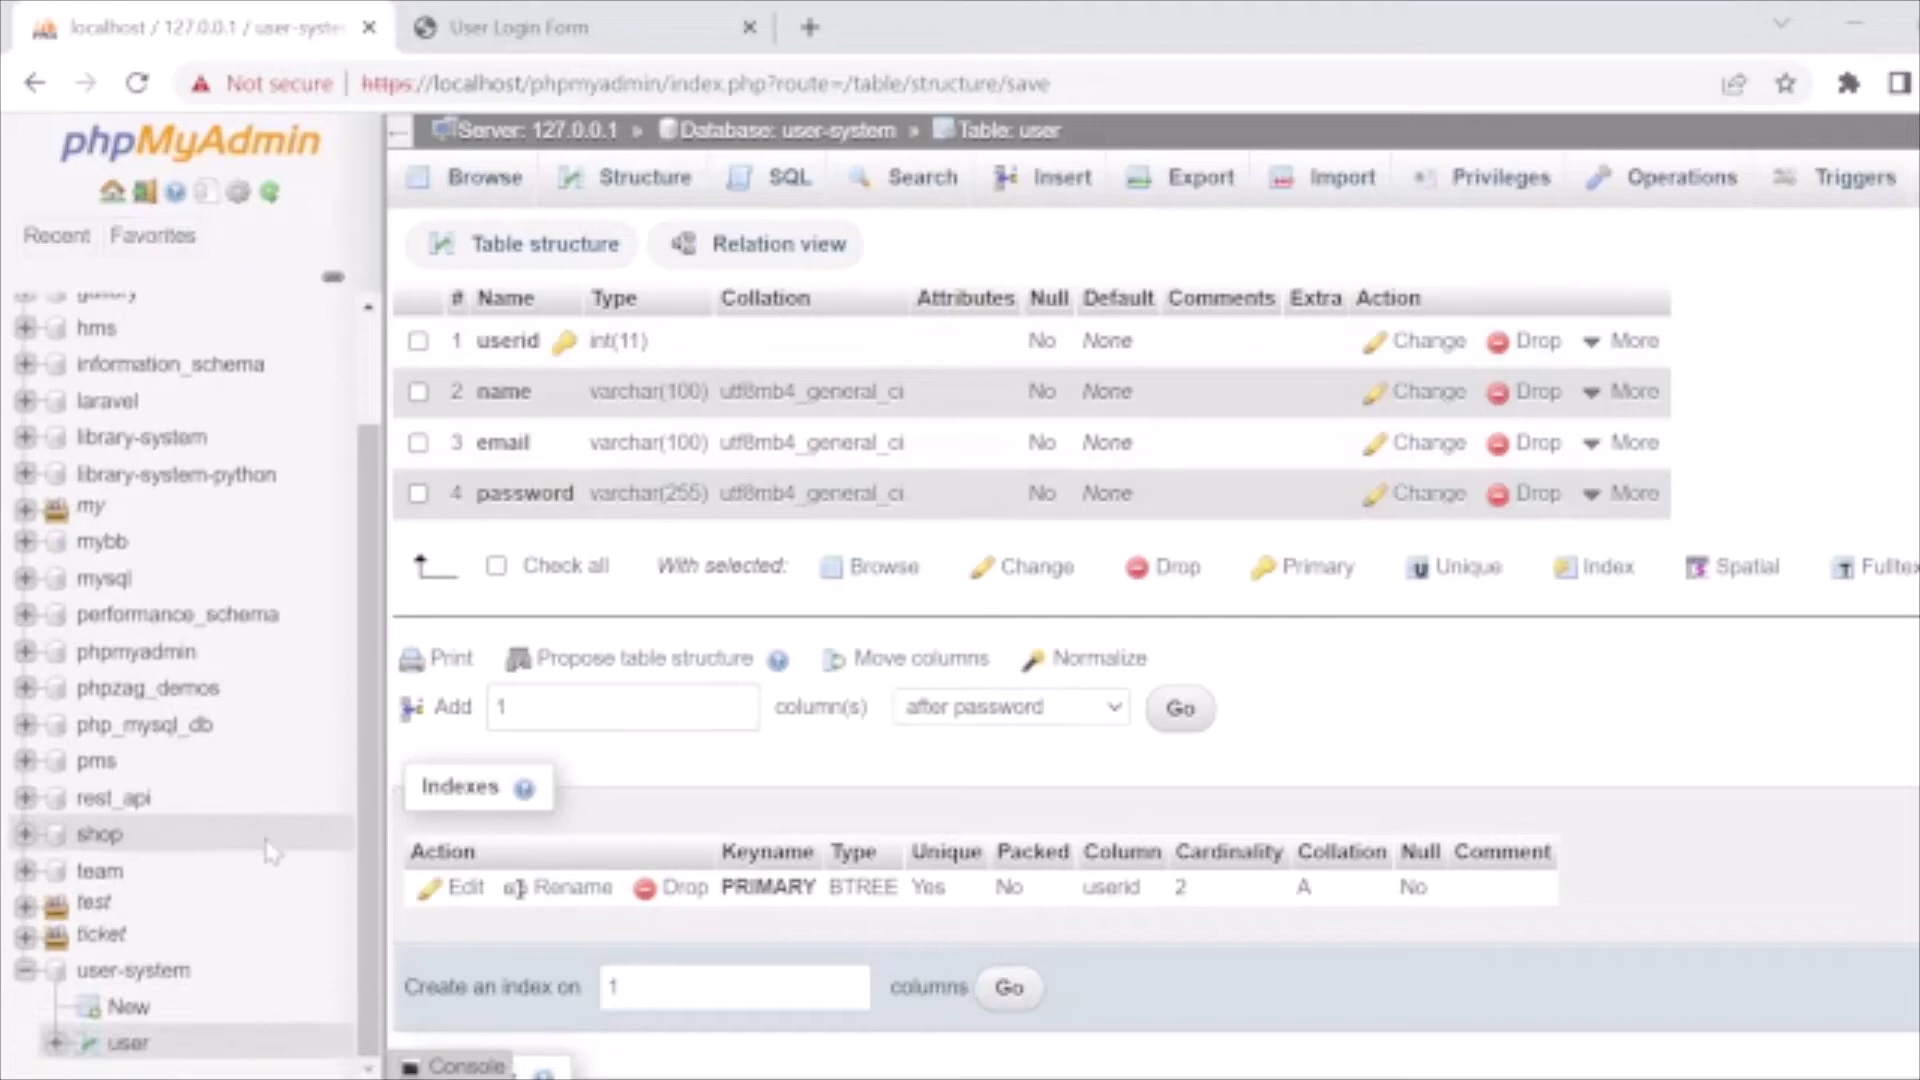 localhost / 127.0.0.1 / user-syste
User Login Form
Not secure
https://localhost/phpmyadmin/index.php?route=/table/structure/save
phpMyAdmin
Recent
Favorites
hms
information_schema
laravel
library-system
library-system-python
my
mybb
mysql
performance_schema
phpmyadmin
phpzag_demos
php_mysql_db
pms
rest_api
shop
team
test
ticket
user-system
New
user
Server: 127.0.0.1 » Database: user-system » Table: user
Browse Structure SQL Search Insert Export Import Privileges Operations Triggers
Table structure Relation view
# Name Type Collation Attributes Null Default Comments Extra Action
1 userid int(11) No None Change Drop More
2 name varchar(100) utf8mb4_general_ci No None Change Drop More
3 email varchar(100) utf8mb4_general_ci No None Change Drop More
4 password varchar(255) utf8mb4_general_ci No None Change Drop More
Check all With selected: Browse Change Drop Primary Unique Index Spatial Fulltex
Print Propose table structure Move columns Normalize
Add 1 column(s) after password Go
Indexes
Action Keyname Type Unique Packed Column Cardinality Collation Null Comment
Edit Rename Drop PRIMARY BTREE Yes No userid 2 A No
Create an index on 1 columns Go
Console